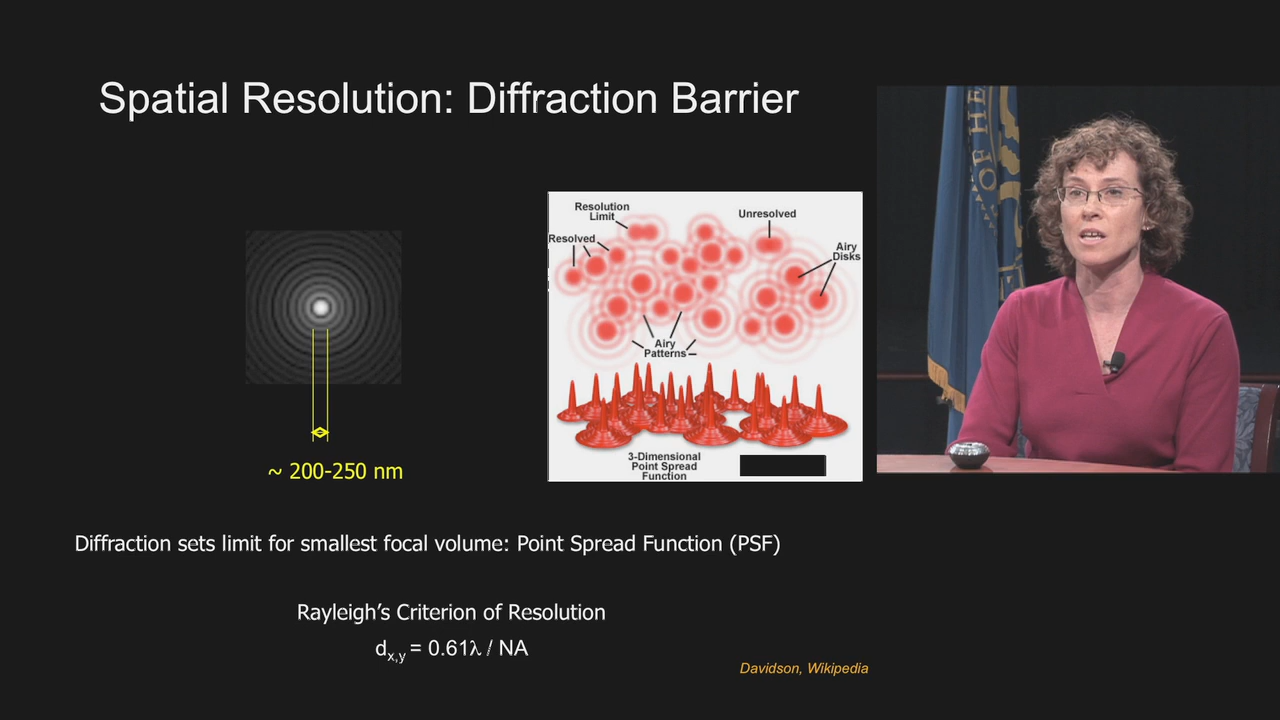 Spatial Resolution: Diffraction Barrier
OF HE
Resolution
Limit
Unresolved
Resolved
Airy
Disks
Airy
Patterns
~ 200-250 nm
3-Dimensional
Point Spread
Function
Diffraction sets limit for smallest focal volume: Point Spread Function (PSF)
Rayleigh’s Criterion of Resolution
dx,y = 0.61λ / NA
Davidson, Wikipedia